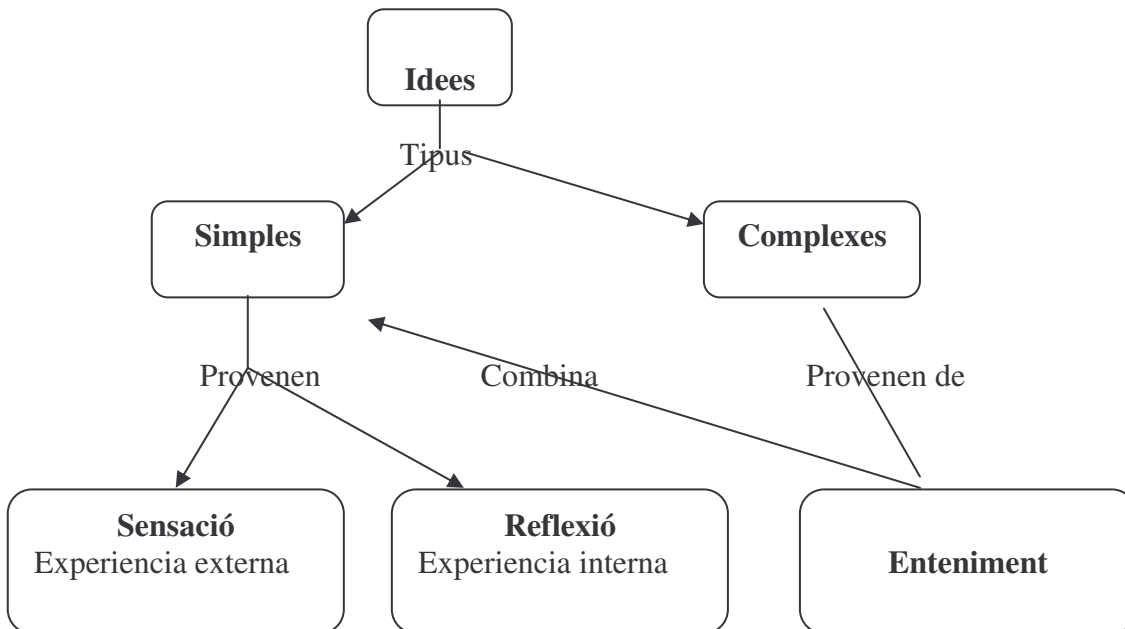 Idees
Tipus
Simples
Complexes
Provenen
Combina
Provenen de
Sensació
Experiencia externa
Reflexió
Experiencia interna
Enteniment